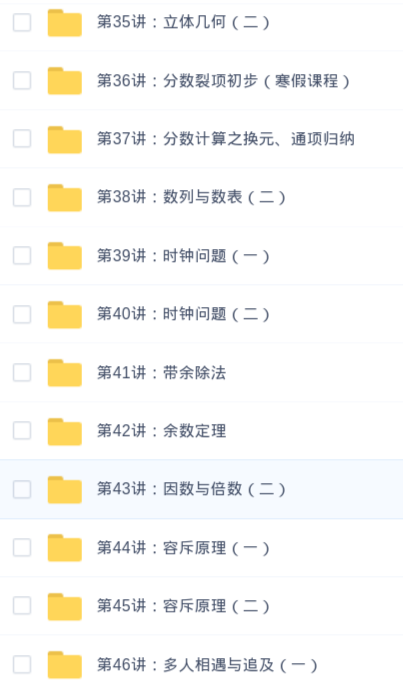 第35讲：立体几何（二）
第36讲：分数裂项初步（寒假课程）
第37讲：分数计算之换元、通项归纳
第38讲：数列与数表（二）
第39讲：时钟问题（一）
第40讲：时钟问题（二）
第41讲：带余除法
第42讲：余数定理
第43讲：因数与倍数（二）
第44讲：容斥原理（一）
第45讲：容斥原理（二）
第46讲：多人相遇与追及（一）